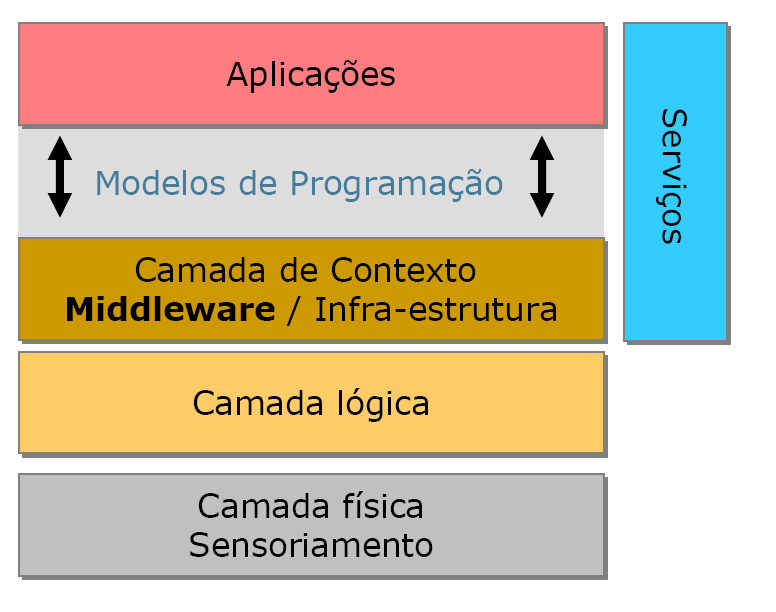 Aplicações
Serviços
Modelos de Programação
Camada de Contexto
Middleware / Infra-estrutura
Camada lógica
Camada física
Sensoriamento